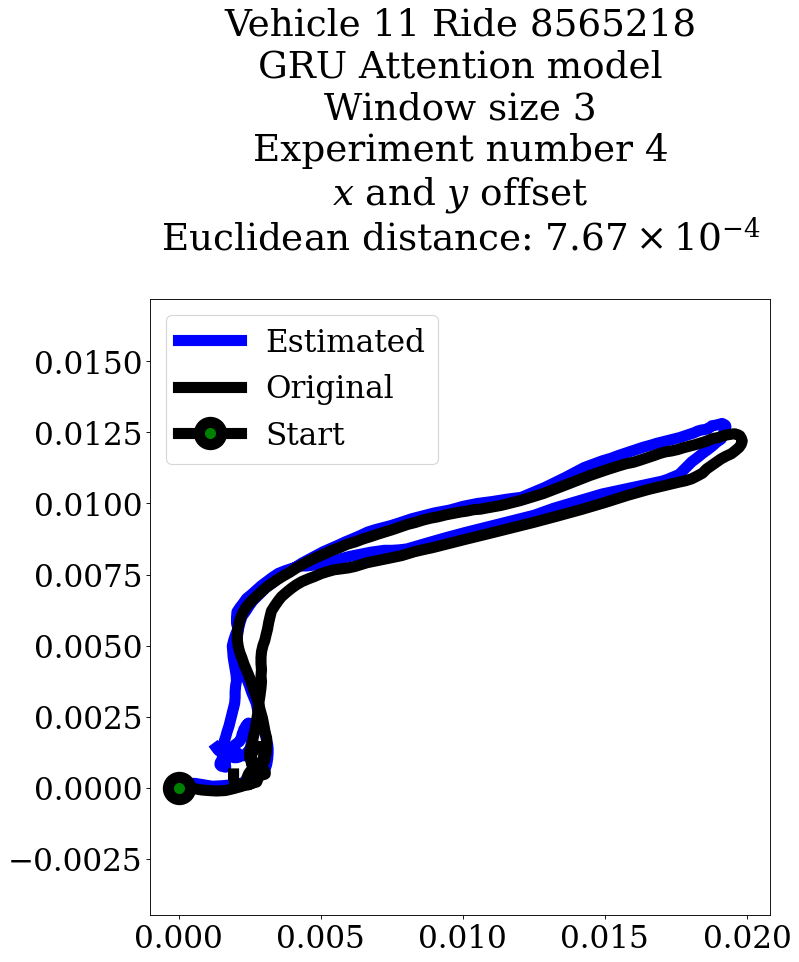 Vehicle 11 Ride 8565218
GRU Attention model
Window size 3
Experiment number 4
x and y offset
Euclidean distance: 7.67 × 10⁻⁴
Estimated
Original
Start
0.0150
0.0125
0.0100
0.0075
0.0050
0.0025
0.0000
−0.0025
0.000 0.005 0.010 0.015 0.020